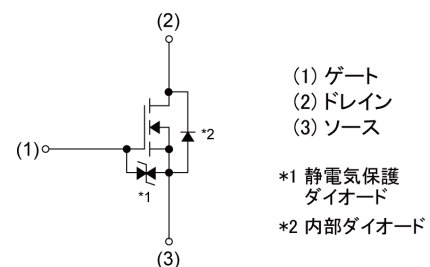 (2)
(1)
*2
*1
(3)
(1) ゲート
(2) ドレイン
(3) ソース
*1 静電気保護
ダイオード
*2 内部ダイオード